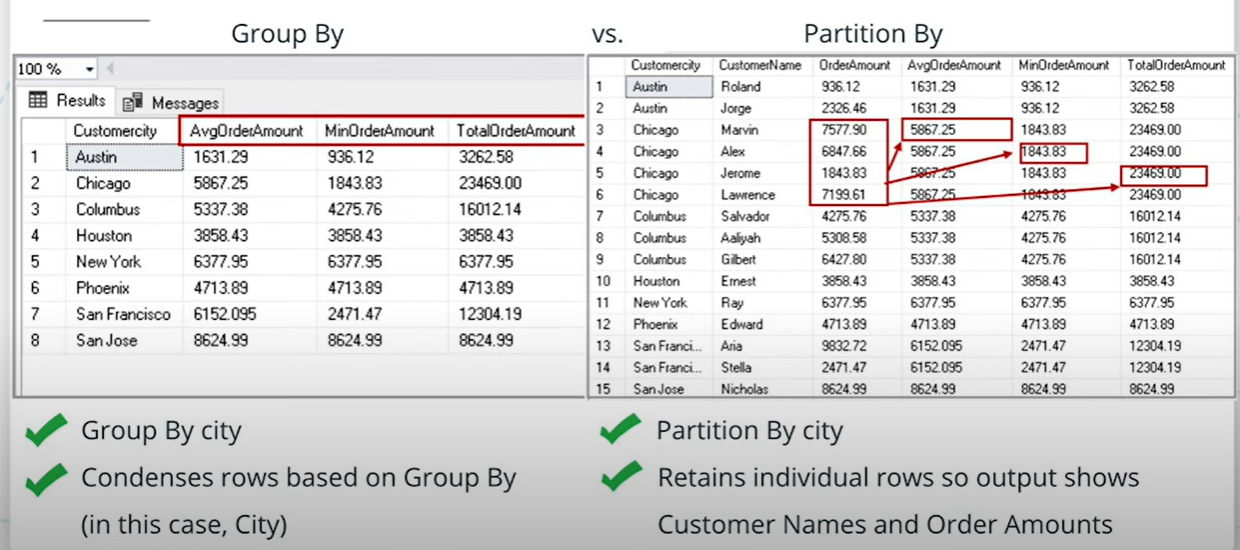 Group By vs. Partition By
100 %
Results Messages
Customercity AvgOrderAmount MinOrderAmount TotalOrderAmount
1 Austin 1631.29 936.12 3262.58
2 Chicago 5867.25 1843.83 23469.00
3 Columbus 5337.38 4275.76 16012.14
4 Houston 3858.43 3858.43 3858.43
5 New York 6377.95 6377.95 6377.95
6 Phoenix 4713.89 4713.89 4713.89
7 San Francisco 6152.095 2471.47 12304.19
8 San Jose 8624.99 8624.99 8624.99
Customercity CustomerName OrderAmount AvgOrderAmount MinOrderAmount TotalOrderAmount
1 Austin Roland 936.12 1631.29 936.12 3262.58
2 Austin Jorge 2326.46 1631.29 936.12 3262.58
3 Chicago Marvin 7577.90 5867.25 1843.83 23469.00
4 Chicago Alex 6847.66 5867.25 1843.83 23469.00
5 Chicago Jerome 1843.83 5867.25 1843.83 23469.00
6 Chicago Lawrence 7199.61 5867.25 1843.83 23469.00
7 Columbus Salvador 4275.76 5337.38 4275.76 16012.14
8 Columbus Aaliyah 5308.58 5337.38 4275.76 16012.14
9 Columbus Gilbert 6427.80 5337.38 4275.76 16012.14
10 Houston Ernest 3858.43 3858.43 3858.43 3858.43
11 New York Ray 6377.95 6377.95 6377.95 6377.95
12 Phoenix Edward 4713.89 4713.89 4713.89 4713.89
13 San Franci... Aria 9832.72 6152.095 2471.47 12304.19
14 San Franci... Stella 2471.47 6152.095 2471.47 12304.19
15 San Jose Nicholas 8624.99 8624.99 8624.99 8624.99
Group By city
Condenses rows based on Group By
(in this case, City)
Partition By city
Retains individual rows so output shows
Customer Names and Order Amounts